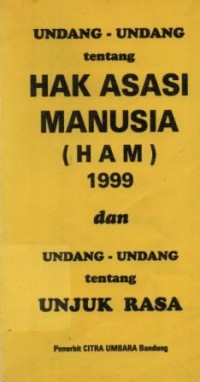 UNDANG - UNDANG
tentang
HAK ASASI
MANUSIA
( H A M )
1999
dan
UNDANG - UNDANG
tentang
UNJUK RASA
Penerbit CITRA UMBARA Bandung